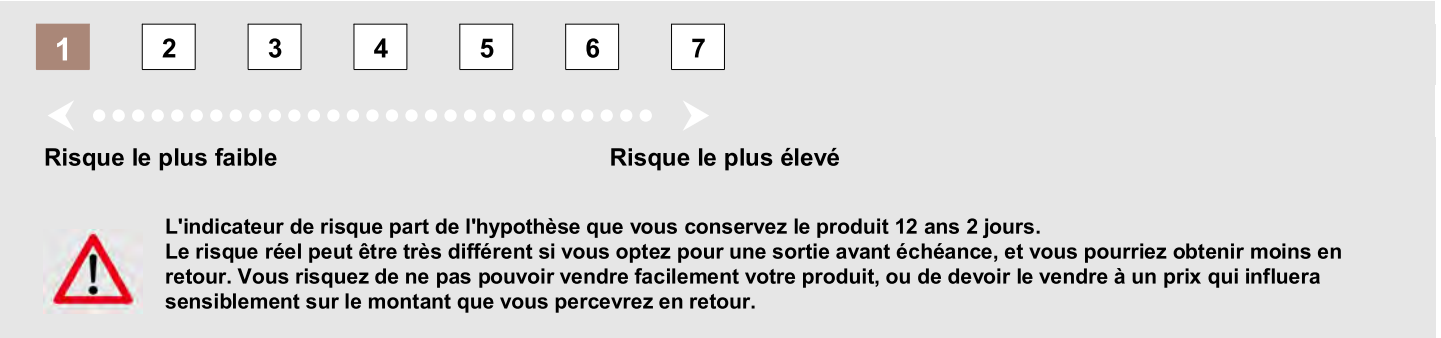 1 2 3 4 5 6 7
Risque le plus faible Risque le plus élevé
L'indicateur de risque part de l'hypothèse que vous conservez le produit 12 ans 2 jours.
Le risque réel peut être très différent si vous optez pour une sortie avant échéance, et vous pourriez obtenir moins en
retour. Vous risquez de ne pas pouvoir vendre facilement votre produit, ou de devoir le vendre à un prix qui influera
sensiblement sur le montant que vous percevrez en retour.